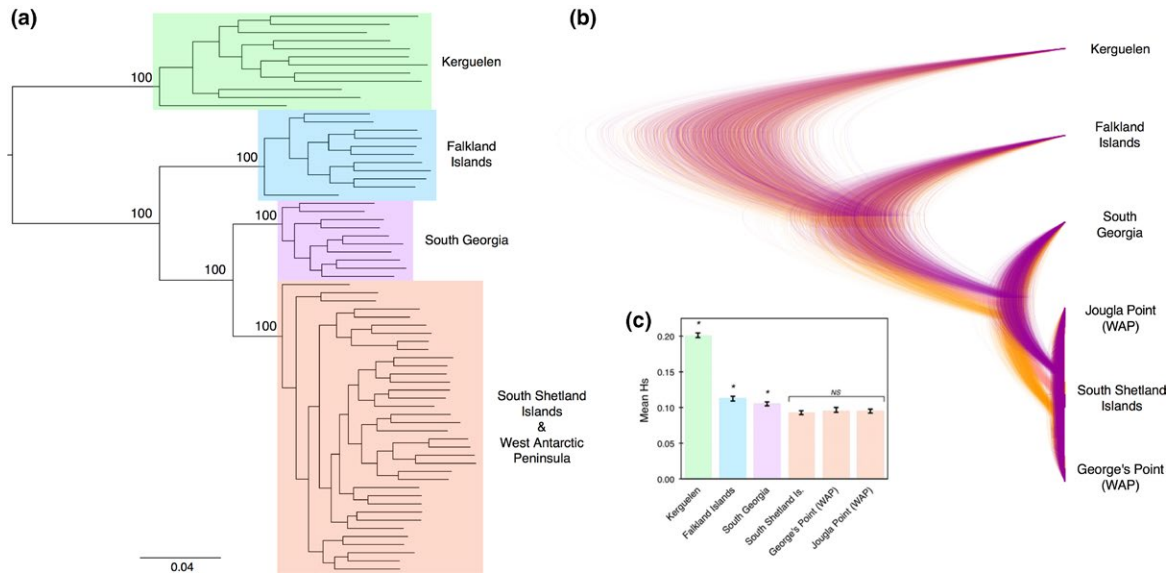 (a)
100
100
100
100
100
100
Kerguelen
Falkland
Islands
South Georgia
South Shetland
Islands
&
West Antarctic
Peninsula
0.04
(b)
Kerguelen
Falkland
Islands
South
Georgia
Jougla Point
(WAP)
South Shetland
Islands
George's Point
(WAP)
(c)
Mean Hs
0.20
0.15
0.10
0.05
0.00
*
*
*
NS
Kerguelen
Falkland Islands
South Georgia
South Shetland Is.
George's Point (WAP)
Jougla Point (WAP)